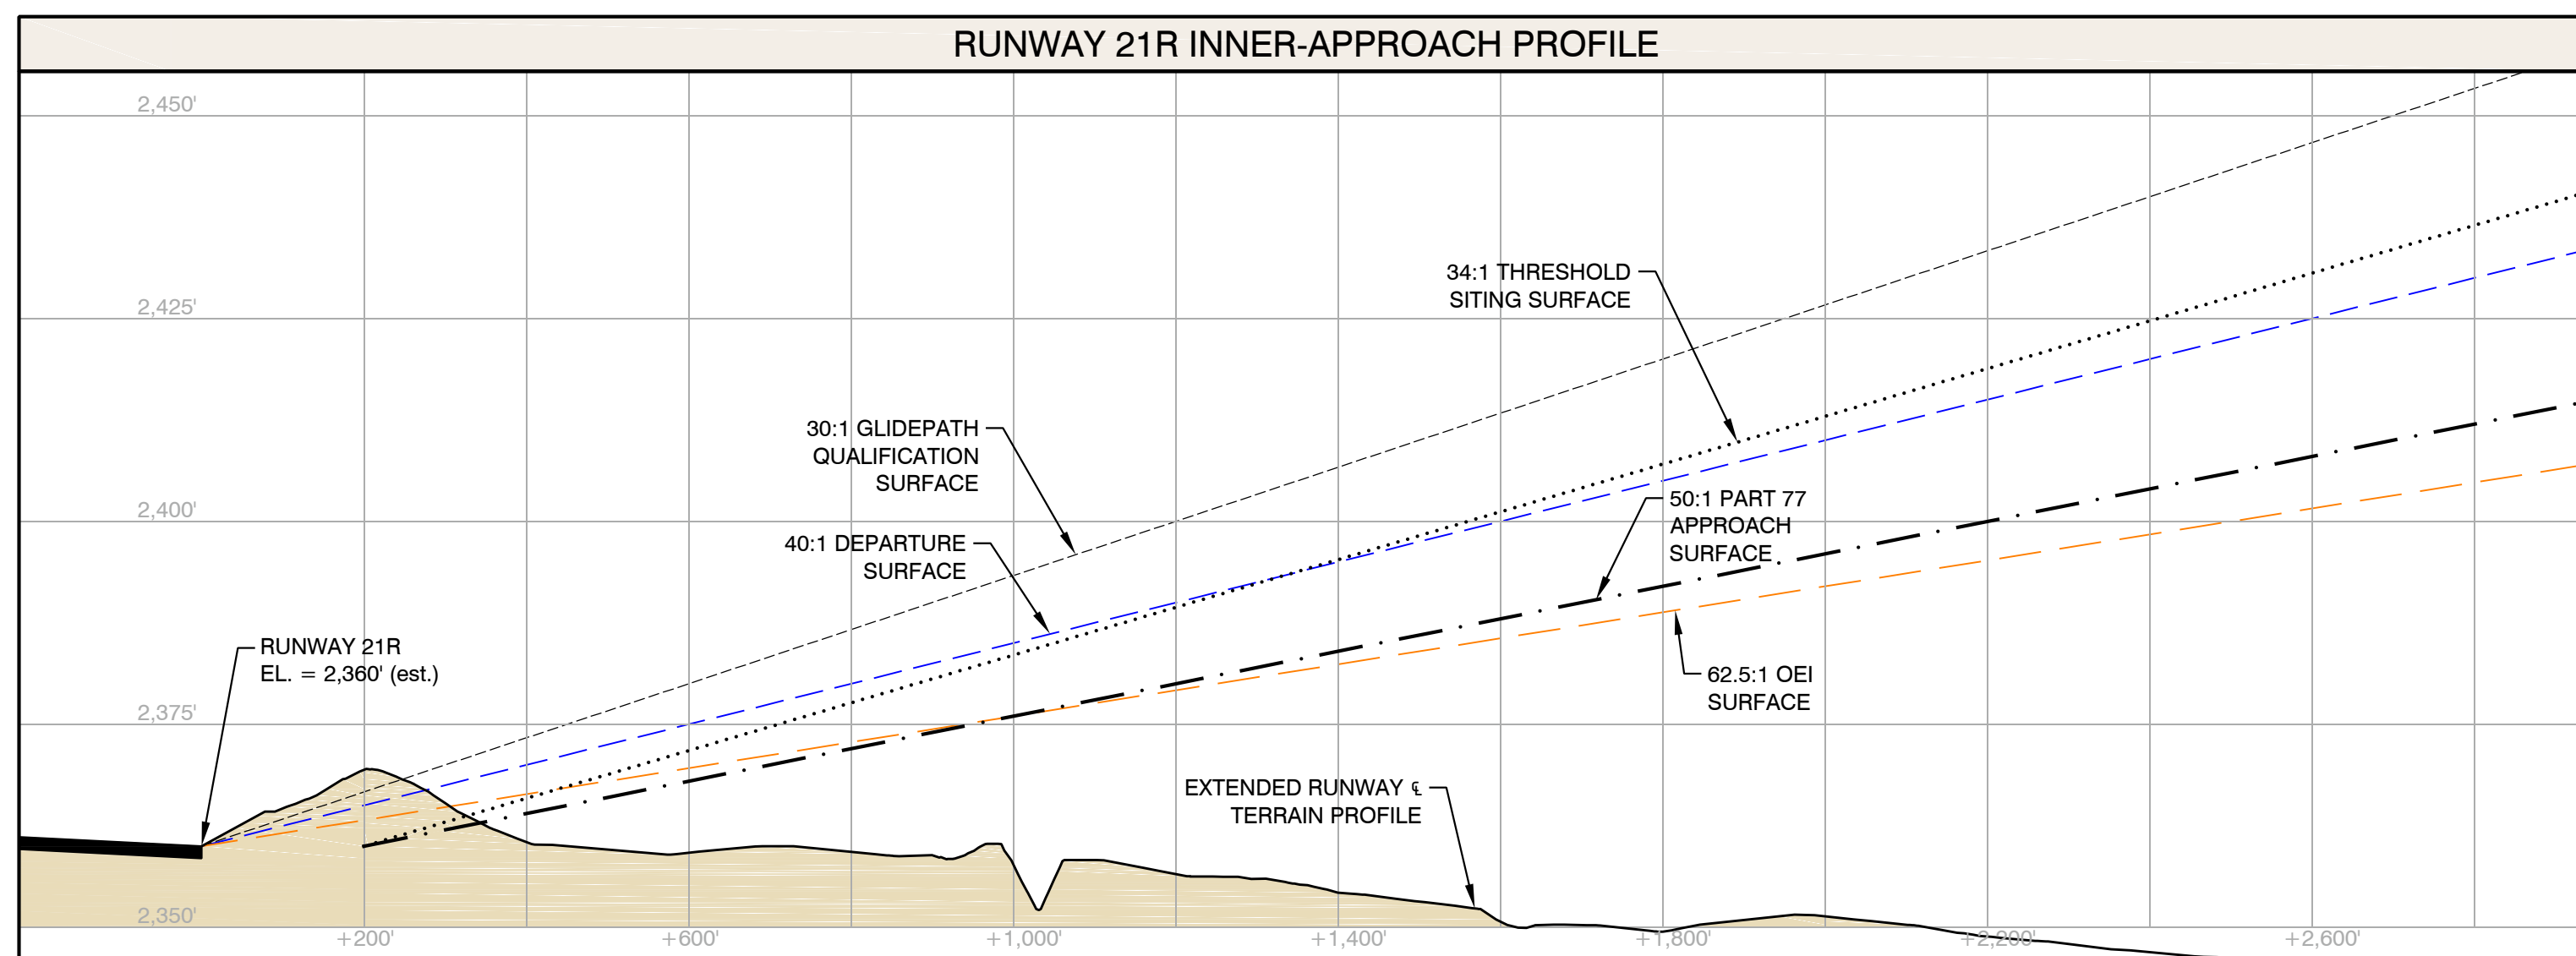 RUNWAY 21R INNER-APPROACH PROFILE
2,450'
2,425'
34:1 THRESHOLD
SITING SURFACE
30:1 GLIDEPATH
QUALIFICATION
SURFACE
2,400'
50:1 PART 77
APPROACH
SURFACE
40:1 DEPARTURE
SURFACE
RUNWAY 21R
EL. = 2,360' (est.)
62.5:1 OEI
SURFACE
2,375'
EXTENDED RUNWAY ℄
TERRAIN PROFILE
2,350'
+200' +600' +1,000' +1,400' +1,800' +2,200' +2,600'